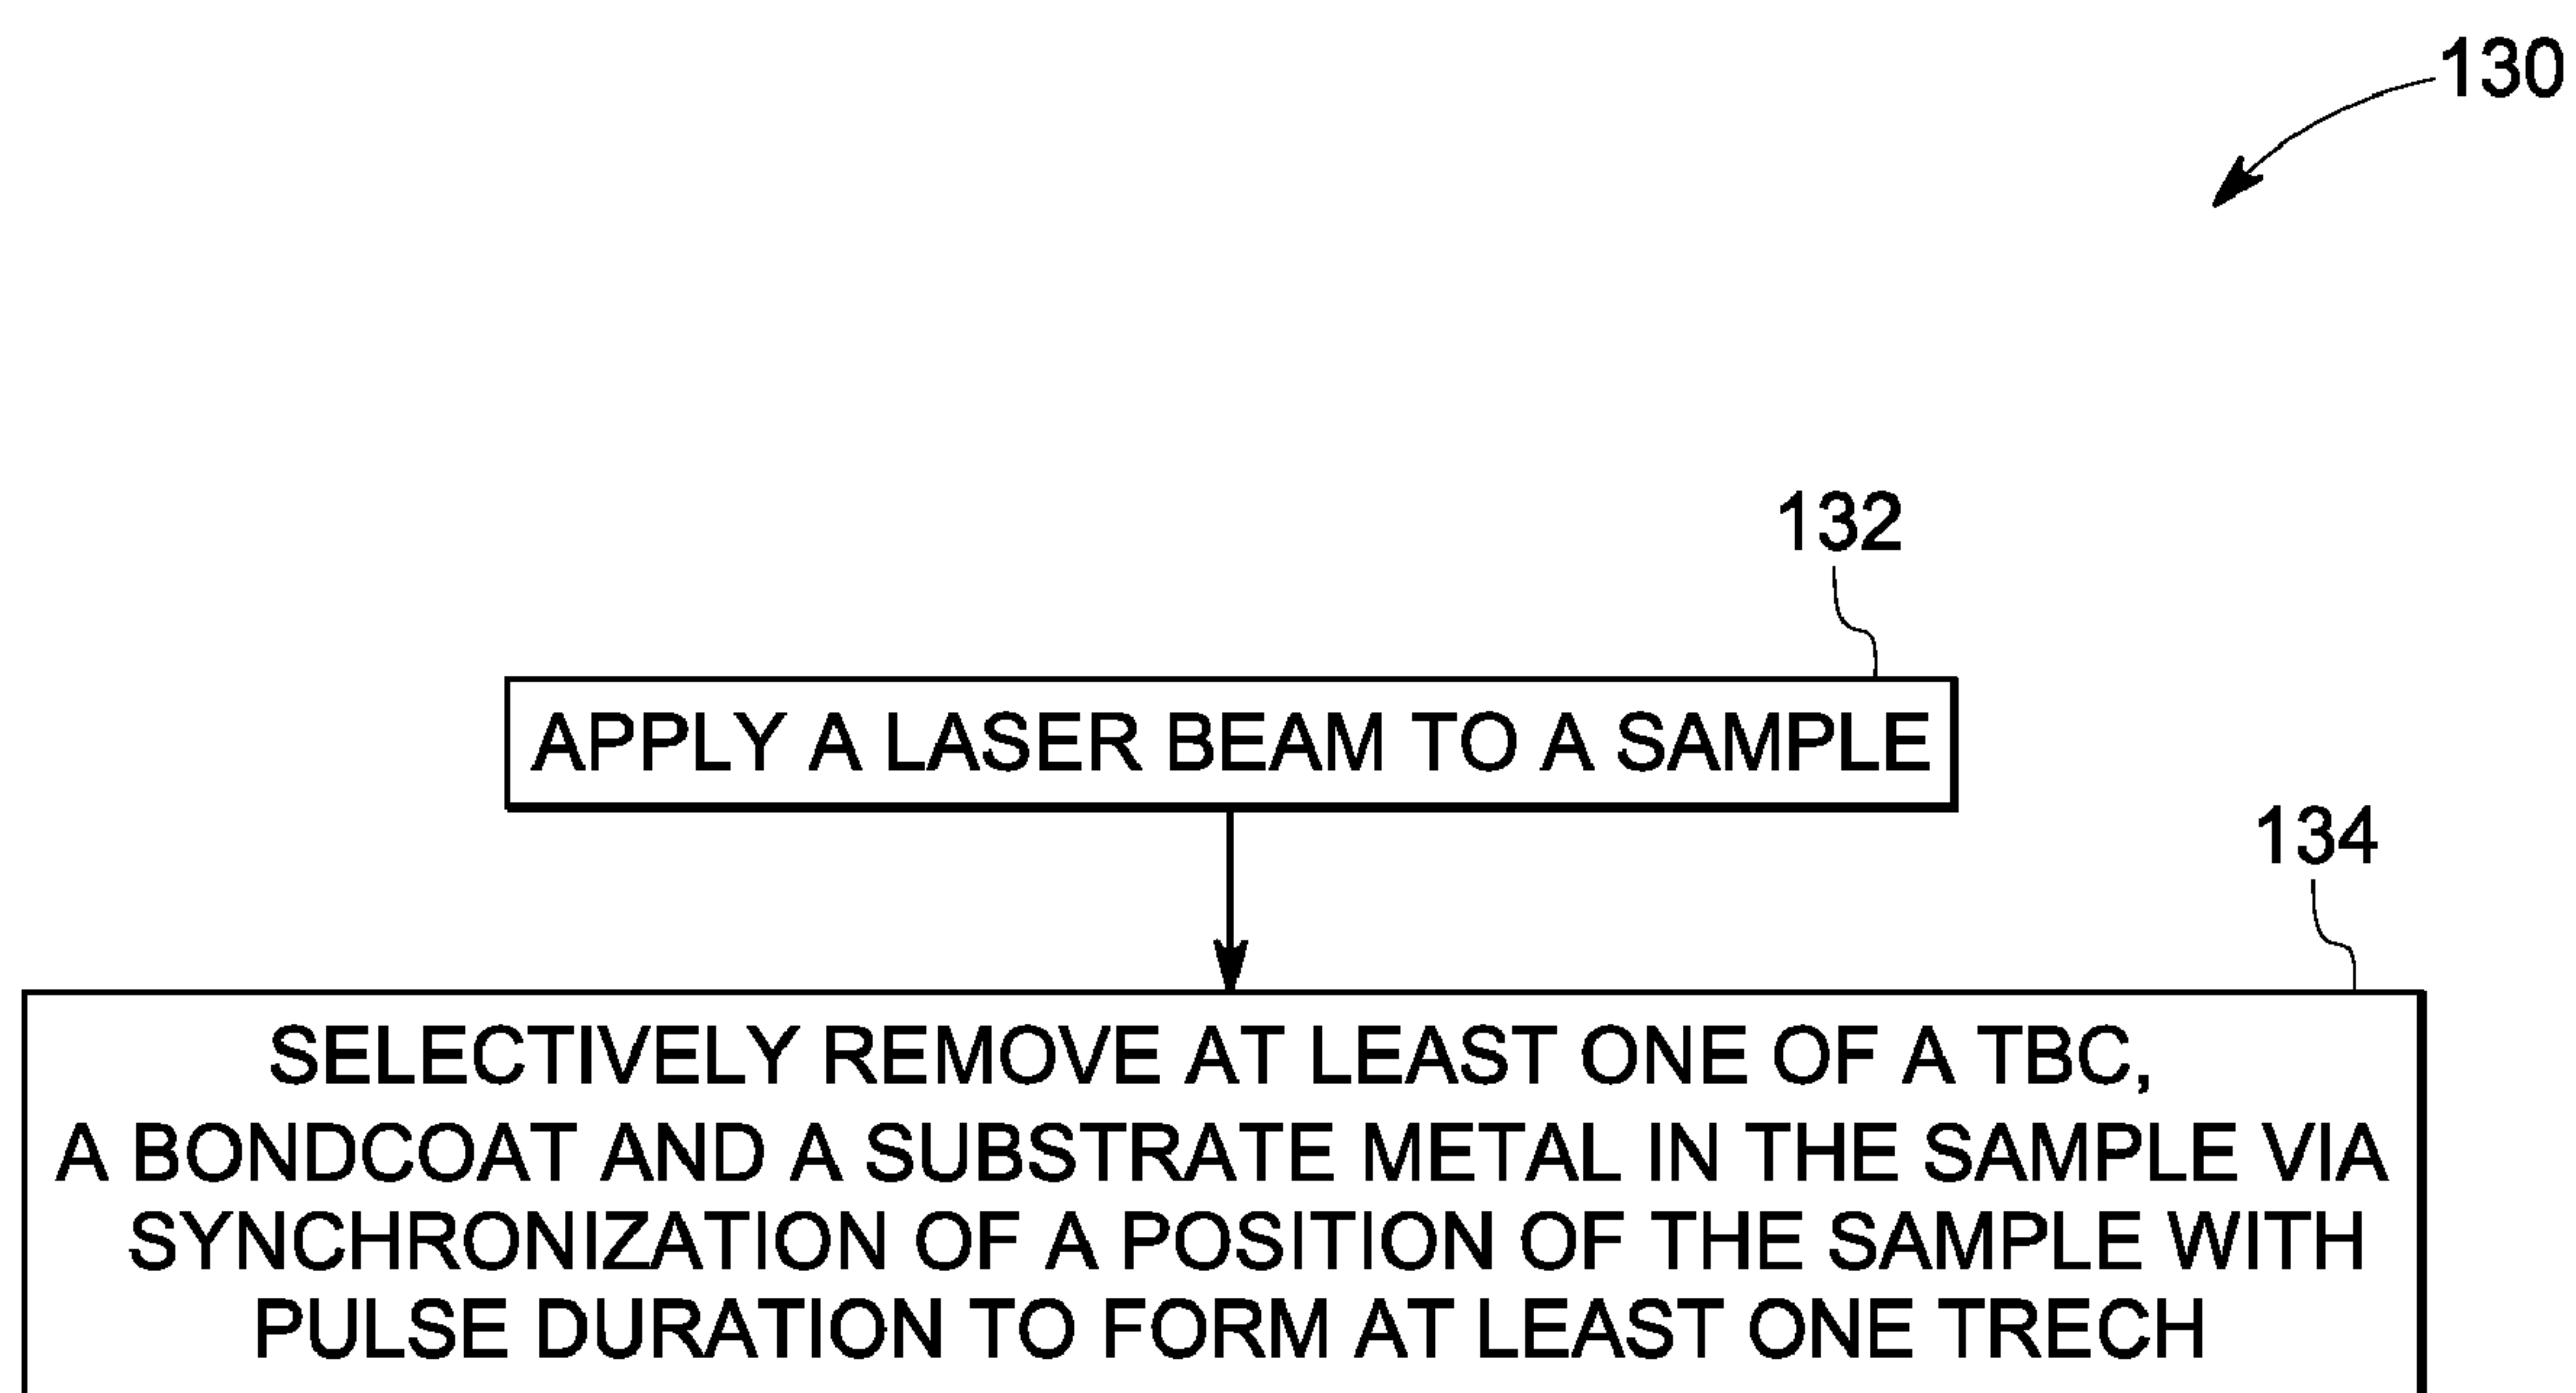 130
132
APPLY A LASER BEAM TO A SAMPLE
134
SELECTIVELY REMOVE AT LEAST ONE OF A TBC,
A BONDCOAT AND A SUBSTRATE METAL IN THE SAMPLE VIA
SYNCHRONIZATION OF A POSITION OF THE SAMPLE WITH
PULSE DURATION TO FORM AT LEAST ONE TRECH